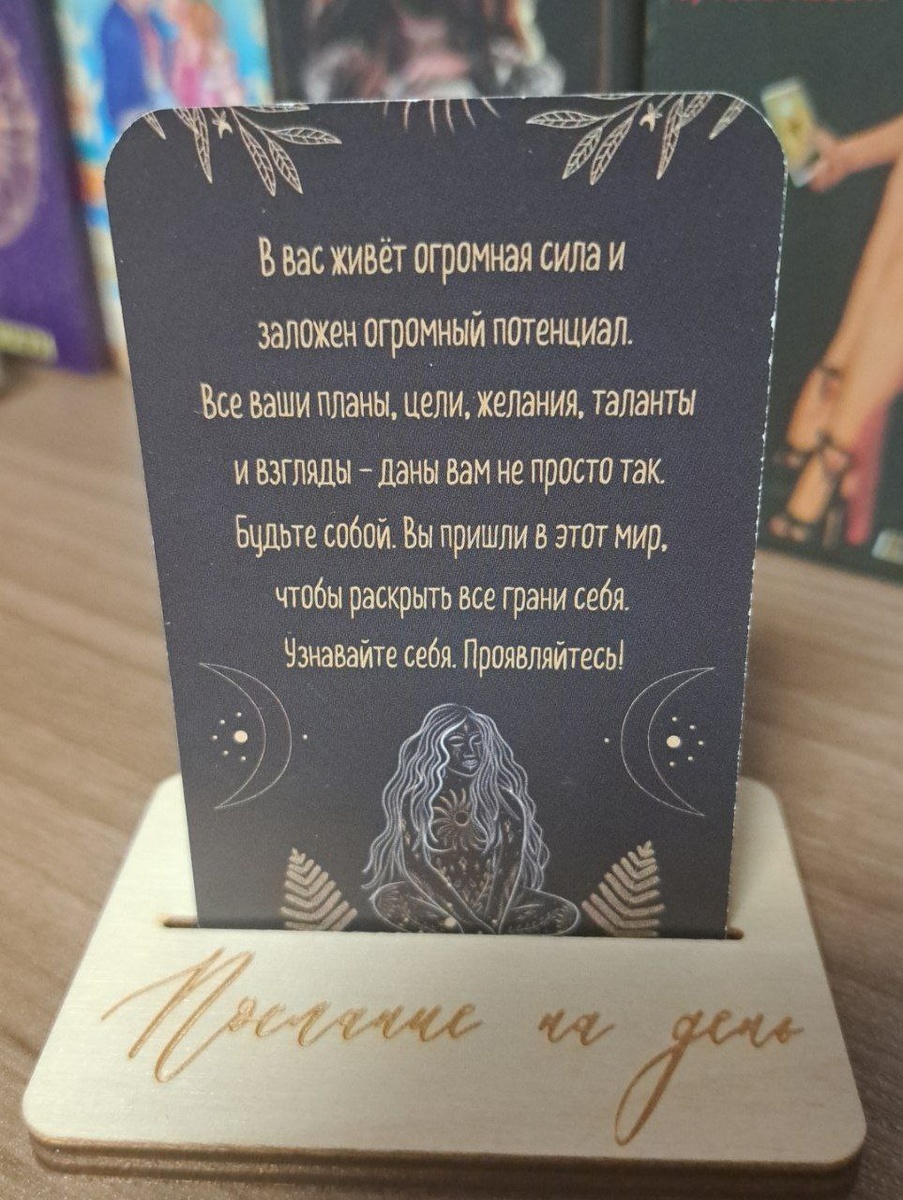 В вас живёт огромная сила и
заложен огромный потенциал.
Все ваши планы, цели, желания, таланты
и взгляды – даны вам не просто так.
Будьте собой. Вы пришли в этот мир,
чтобы раскрыть все грани себя.
Узнавайте себя. Проявляйтесь!
Послание на день